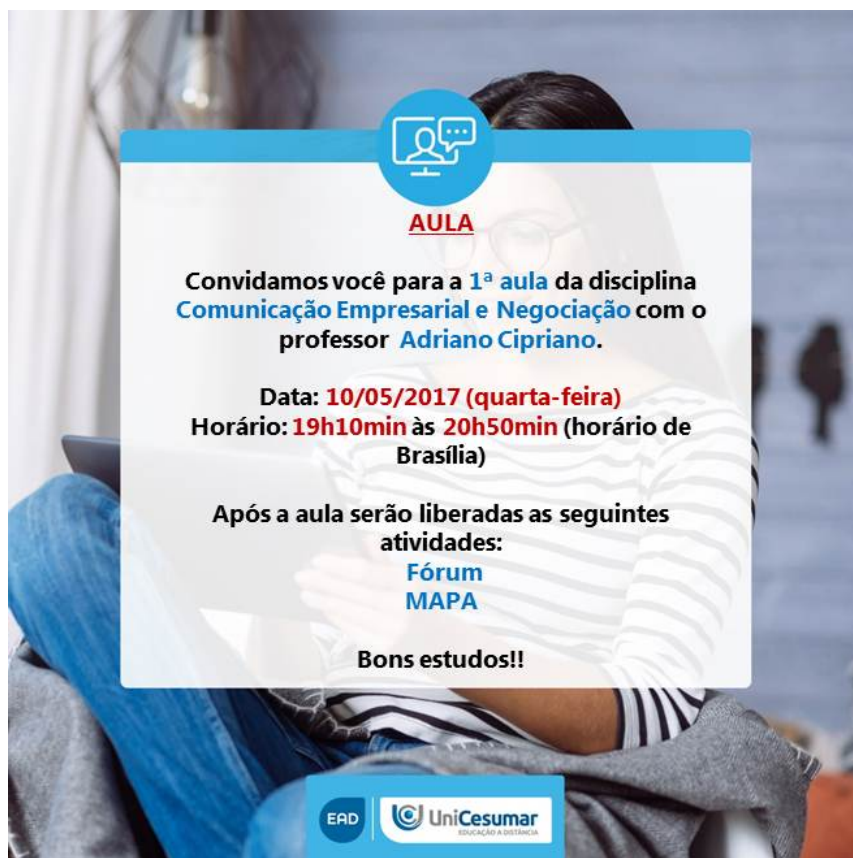 AULA
Convidamos você para a 1ª aula da disciplina
Comunicação Empresarial e Negociação com o
professor Adriano Cipriano.
Data: 10/05/2017 (quarta-feira)
Horário: 19h10min às 20h50min (horário de
Brasília)
Após a aula serão liberadas as seguintes
atividades:
Fórum
MAPA
Bons estudos!!
EAD
UniCesumar
EDUCAÇÃO A DISTÂNCIA